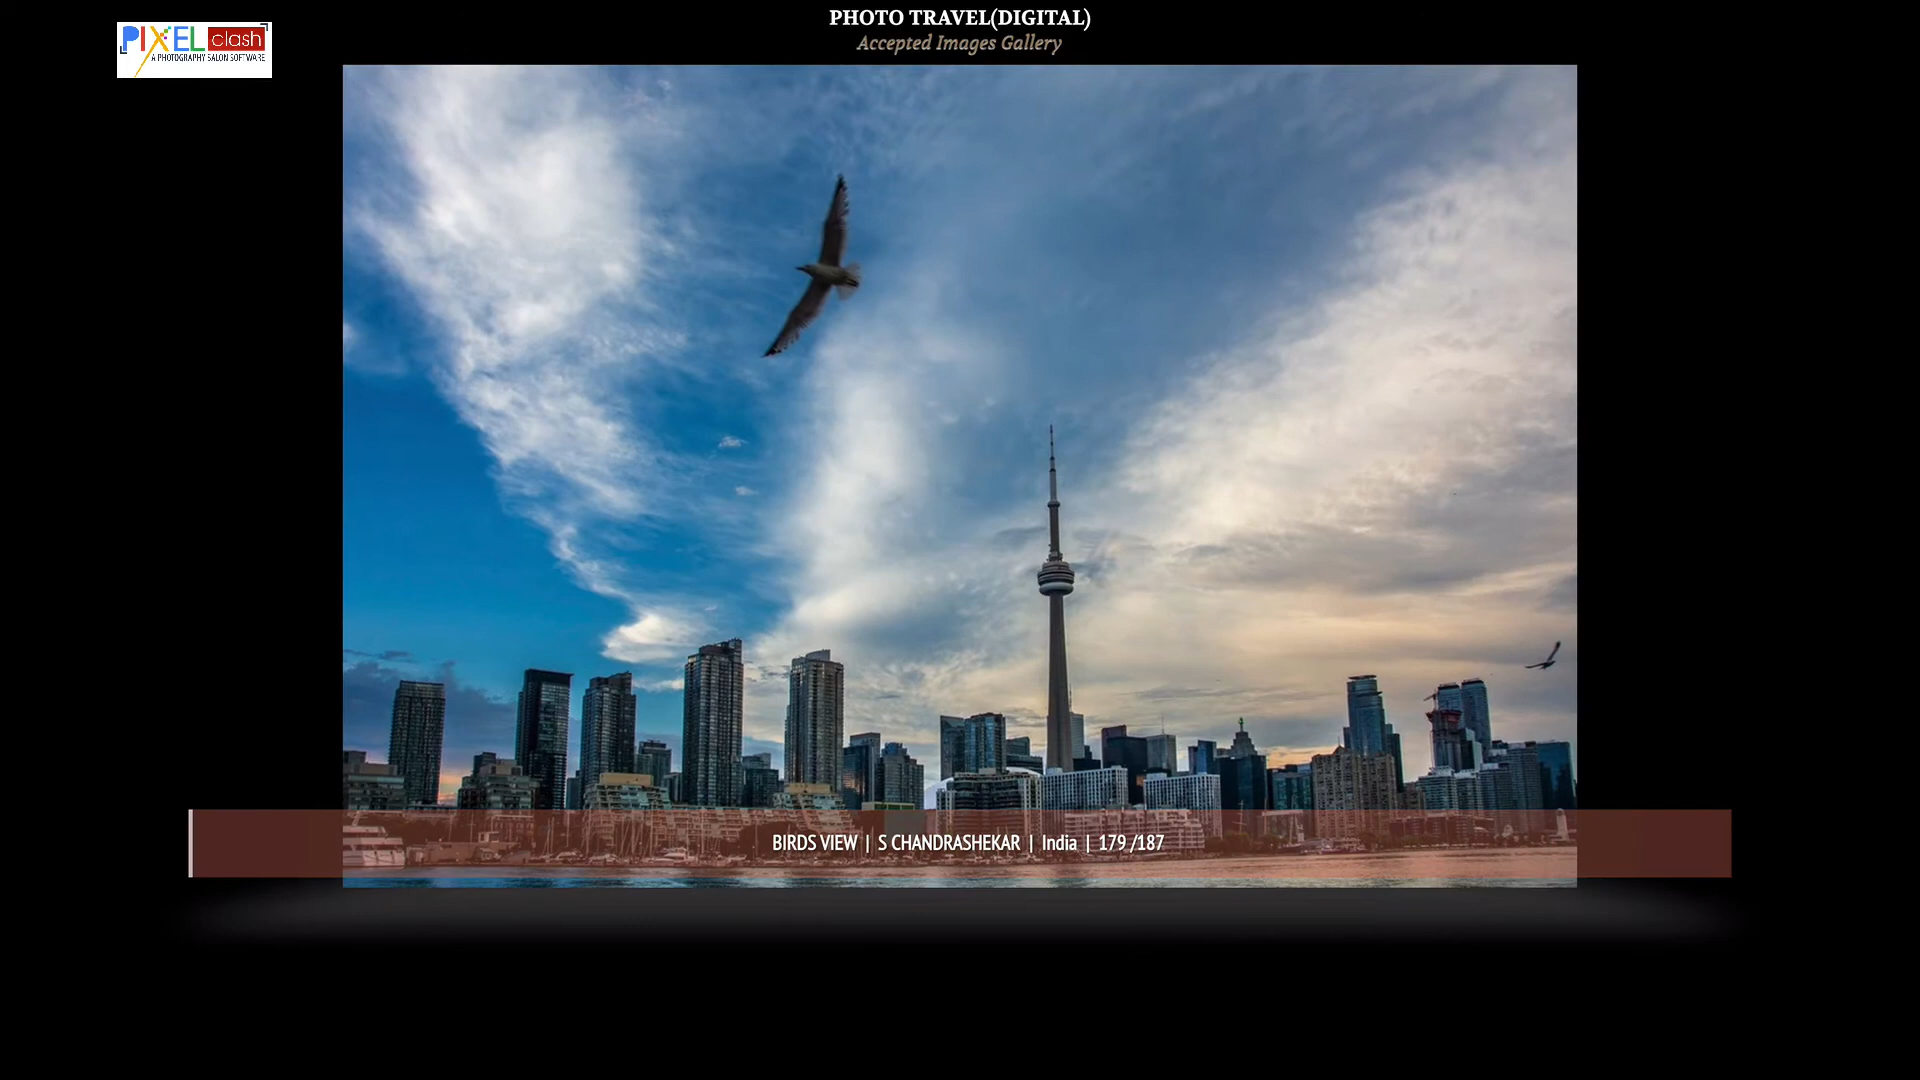 PHOTO TRAVEL(DIGITAL)
Accepted Images Gallery
PIXEL clash
A PHOTOGRAPHY SALON SOFTWARE
BIRDS VIEW | S CHANDRASHEKAR | India | 179 /187